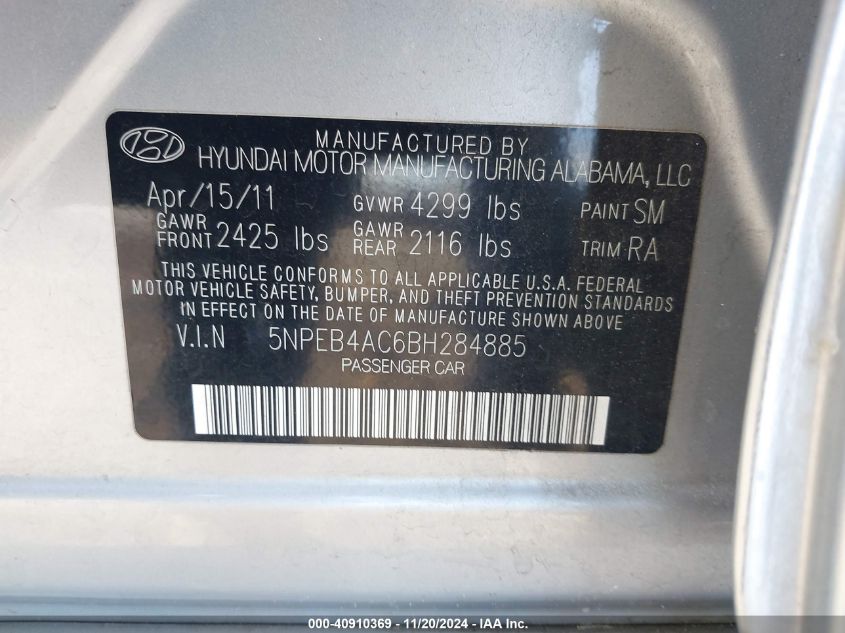 MANUFACTURED BY
HYUNDAI MOTOR MANUFACTURING ALABAMA, LLC
Apr/15/11 GVWR 4299 lbs PAINT SM
GAWR FRONT 2425 lbs GAWR REAR 2116 lbs TRIM RA
THIS VEHICLE CONFORMS TO ALL APPLICABLE U.S.A. FEDERAL
MOTOR VEHICLE SAFETY, BUMPER, AND THEFT PREVENTION STANDARDS
IN EFFECT ON THE DATE OF MANUFACTURE SHOWN ABOVE
V.I.N 5NPEB4AC6BH284885
PASSENGER CAR
000-40910369 - 11/20/2024 - IAA Inc.